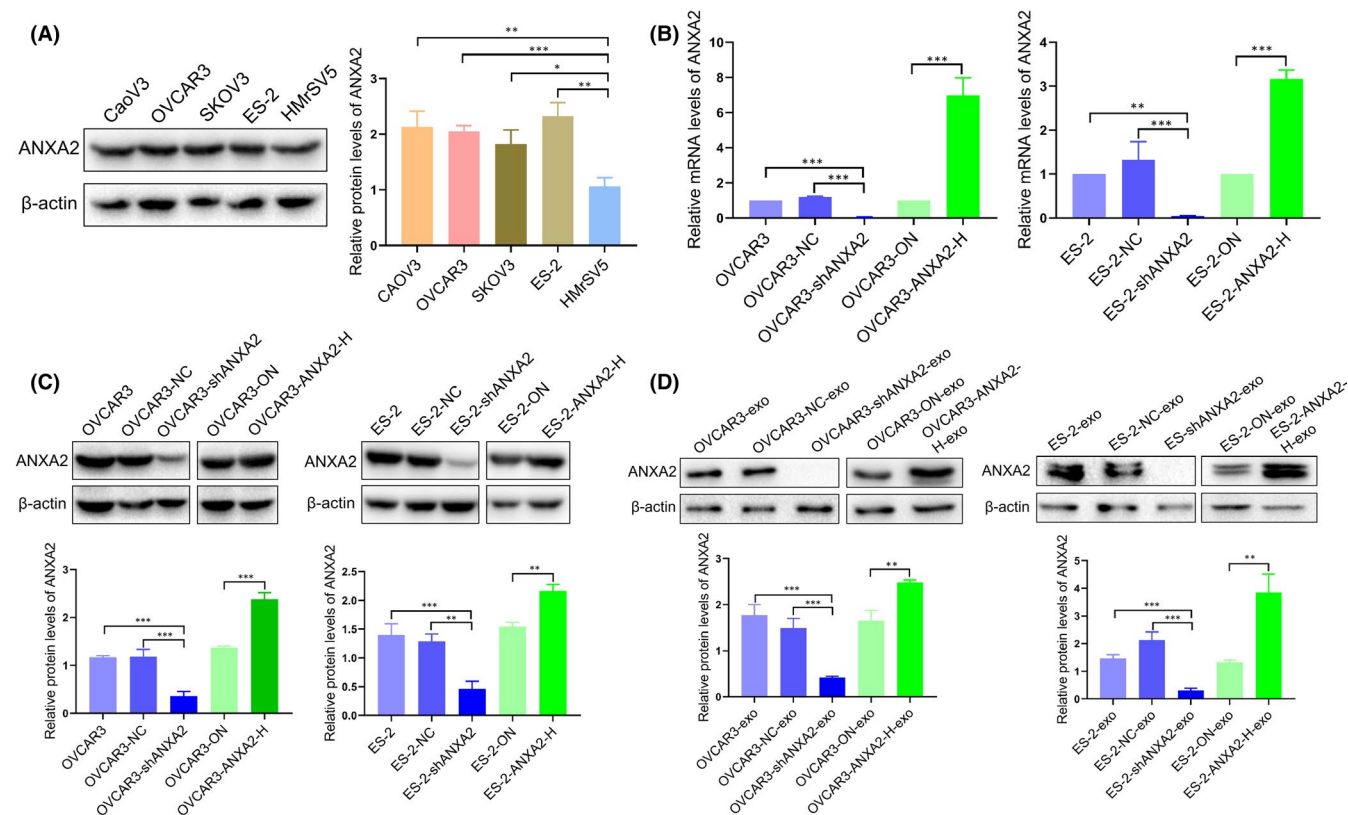 (A)
CaoV3
OVCAR3
SKOV3
ES-2
HMrSV5
ANXA2
β-actin
Relative protein levels of ANXA2
3
2
1
0
**
***
*
**
CAOV3
OVCAR3
SKOV3
ES-2
HMrSV5
(B)
Relative mRNA levels of ANXA2
10
8
6
4
2
0
***
***
***
OVCAR3
OVCAR3-NC
OVCAR3-shANXA2
OVCAR3-ON
OVCAR3-ANXA2-H
Relative mRNA levels of ANXA2
4
3
2
1
0
**
***
***
ES-2
ES-2-NC
ES-2-shANXA2
ES-2-ON
ES-2-ANXA2-H
(C)
OVCAR3
OVCAR3-NC
OVCAR3-shANXA2
OVCAR3-ON
OVCAR3-ANXA2-H
ANXA2
β-actin
Relative protein levels of ANXA2
3
2
1
0
***
***
***
OVCAR3
OVCAR3-NC
OVCAR3-shANXA2
OVCAR3-ON
OVCAR3-ANXA2-H
ES-2
ES-2-NC
ES-2-shANXA2
ES-2-ON
ES-2-ANXA2-H
ANXA2
β-actin
Relative protein levels of ANXA2
2.5
2.0
1.5
1.0
0.5
0.0
***
**
**
ES-2
ES-2-NC
ES-2-shANXA2
ES-2-ON
ES-2-ANXA2-H
(D)
OVCAR3-exo
OVCAR3-NC-exo
OVCAAR3-shANXA2-exo
OVCAR3-ON-exo
OVCAR3-ANXA2-
H-exo
ANXA2
β-actin
Relative protein levels of ANXA2
3
2
1
0
***
***
**
OVCAR3-exo
OVCAR3-NC-exo
OVCAR3-shANXA2-exo
OVCAR3-ON-exo
OVCAR3-ANXA2-H-exo
ES-2-exo
ES-2-NC-exo
ES-shANXA2-exo
ES-2-ON-exo
ES-2-ANXA2-
H-exo
ANXA2
β-actin
Relative protein levels of ANXA2
5
4
3
2
1
0
***
***
**
ES-2-exo
ES-2-NC-exo
ES-2-shANXA2-exo
ES-2-ON-exo
ES-2-ANXA2-H-exo